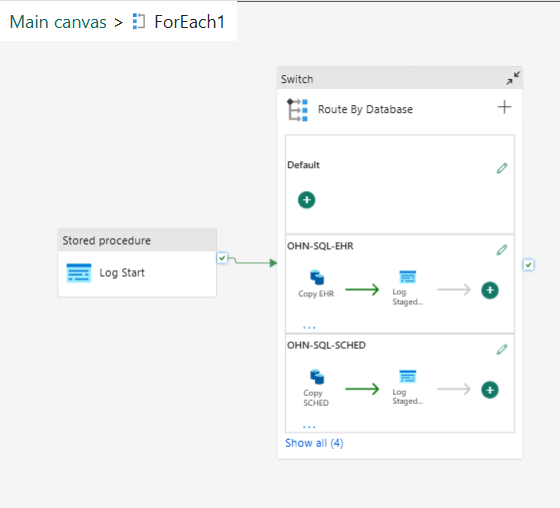 Main canvas > ForEach1
Switch
Route By Database
Default
Stored procedure
Log Start
OHN-SQL-EHR
Copy EHR
Log
Staged...
...
OHN-SQL-SCHED
Copy
SCHED
Log
Staged...
...
Show all (4)